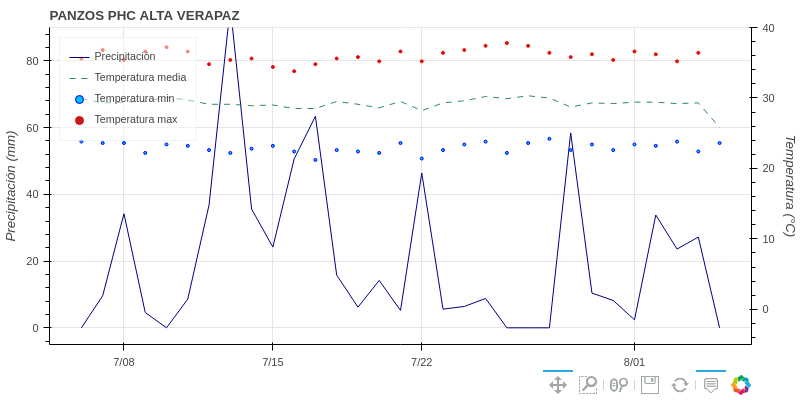 PANZOS PHC ALTA VERAPAZ
Precipitación
Temperatura media
Temperatura min
Temperatura max
Precipitación (mm)
80
60
40
20
0
Temperatura (°C)
40
30
20
10
0
7/08
7/15
7/22
8/01